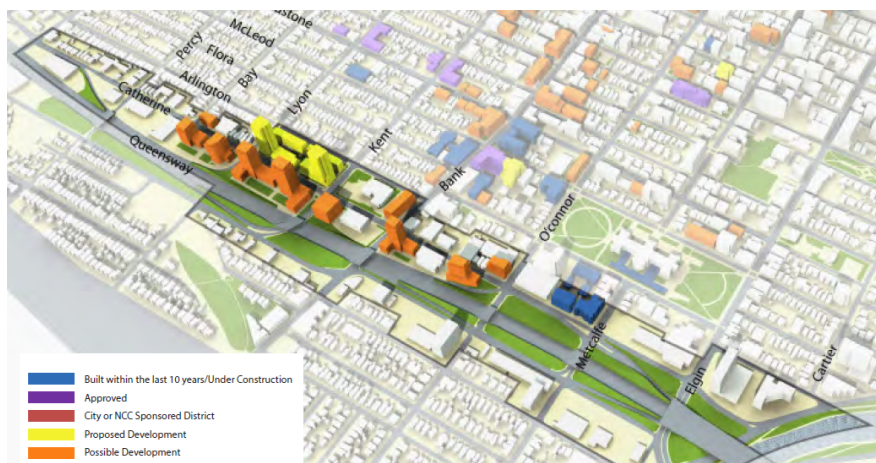 stone
McLeod
Percy
Flora
Bay
Arlington
Lyon
Catherine
Kent
Queensway
Bank
O'connor
Metcalfe
Elgin
Cartier
Built within the last 10 years/Under Construction
Approved
City or NCC Sponsored District
Proposed Development
Possible Development